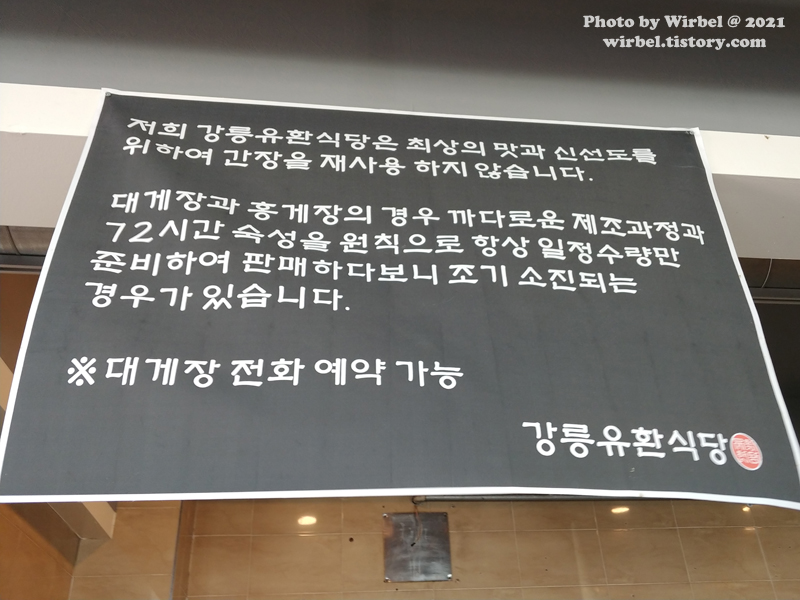 Photo by Wirbel @ 2021
wirbel.tistory.com
저희 강릉유환식당은 최상의 맛과 신선도를
위하여 간장을 재사용 하지 않습니다.
대게장과 홍게장의 경우 까다로운 제조과정과
72시간 숙성을 원칙으로 항상 일정수량만
준비하여 판매하다보니 조기 소진되는
경우가 있습니다.
※대게장 전화 예약 가능
강릉유환식당